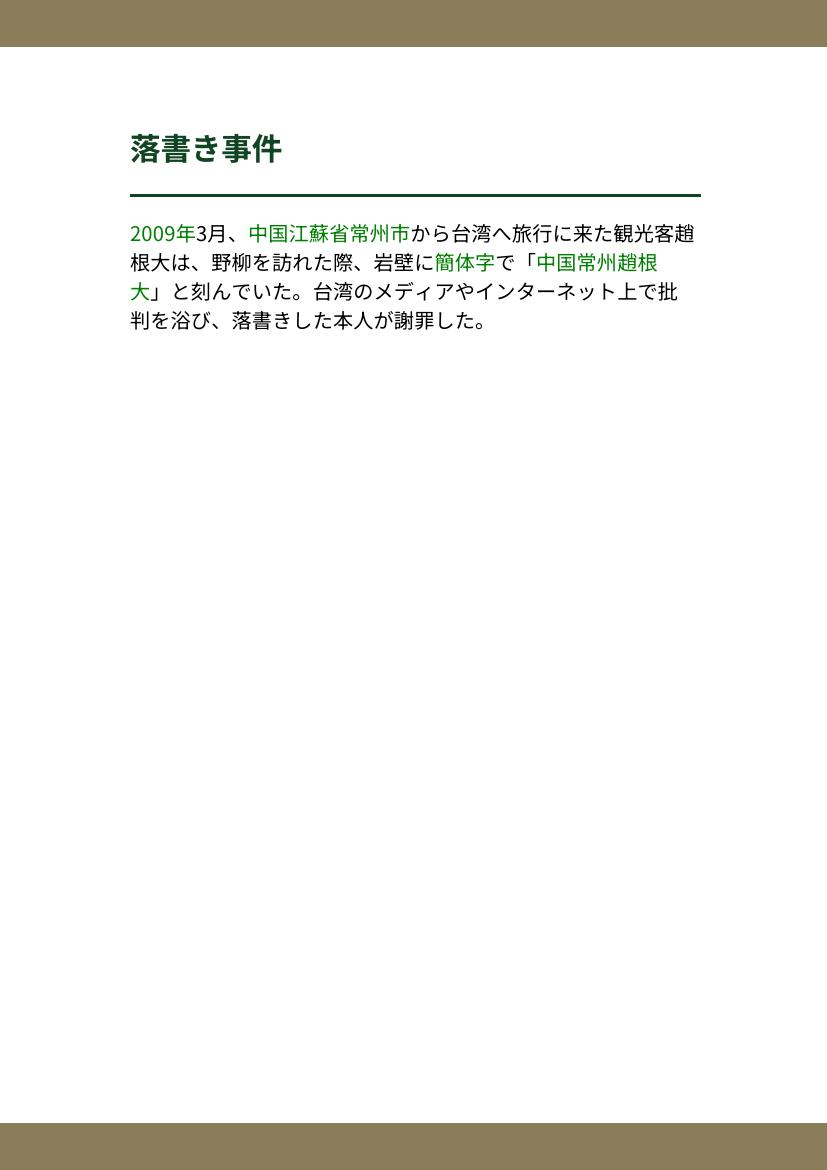 落書き事件
2009年3月、中国江蘇省常州市から台湾へ旅行に来た観光客趙
根大は、野柳を訪れた際、岩壁に簡体字で「中国常州趙根
大」と刻んでいた。台湾のメディアやインターネット上で批
判を浴び、落書きした本人が謝罪した。